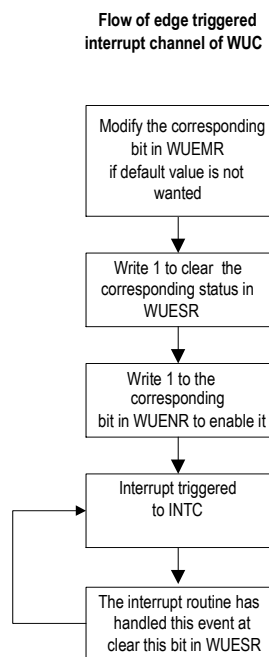 Flow of edge triggered
interrupt channel of WUC
Modify the corresponding
bit in WUEMR
if default value is not
wanted
Write 1 to clear the
corresponding status in
WUESR
Write 1 to the
corresponding
bit in WUENR to enable it
Interrupt triggered
to INTC
The interrupt routine has
handled this event at
clear this bit in WUESR